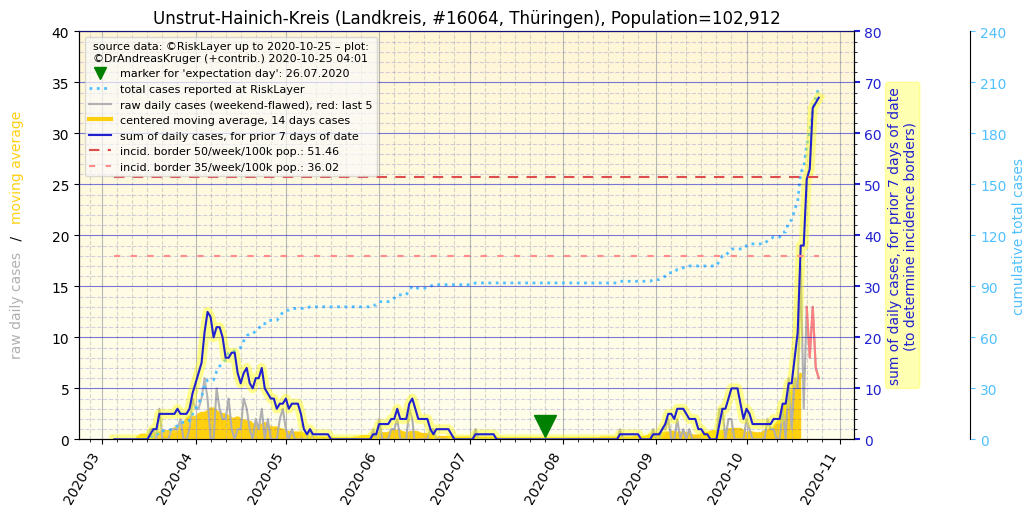 Unstrut-Hainich-Kreis (Landkreis, #16064, Thüringen), Population=102,912
source data: ©RiskLayer up to 2020-10-25 – plot:
©DrAndreasKruger (+contrib.) 2020-10-25 04:01
marker for 'expectation day': 26.07.2020
total cases reported at RiskLayer
raw daily cases (weekend-flawed), red: last 5
centered moving average, 14 days cases
sum of daily cases, for prior 7 days of date
incid. border 50/week/100k pop.: 51.46
incid. border 35/week/100k pop.: 36.02
raw daily cases / moving average
40
35
30
25
20
15
10
5
0
80
70
60
50
40
30
20
10
0
sum of daily cases, for prior 7 days of date
(to determine incidence borders)
240
210
180
150
120
90
60
30
0
cumulative total cases
2020-03
2020-04
2020-05
2020-06
2020-07
2020-08
2020-09
2020-10
2020-11